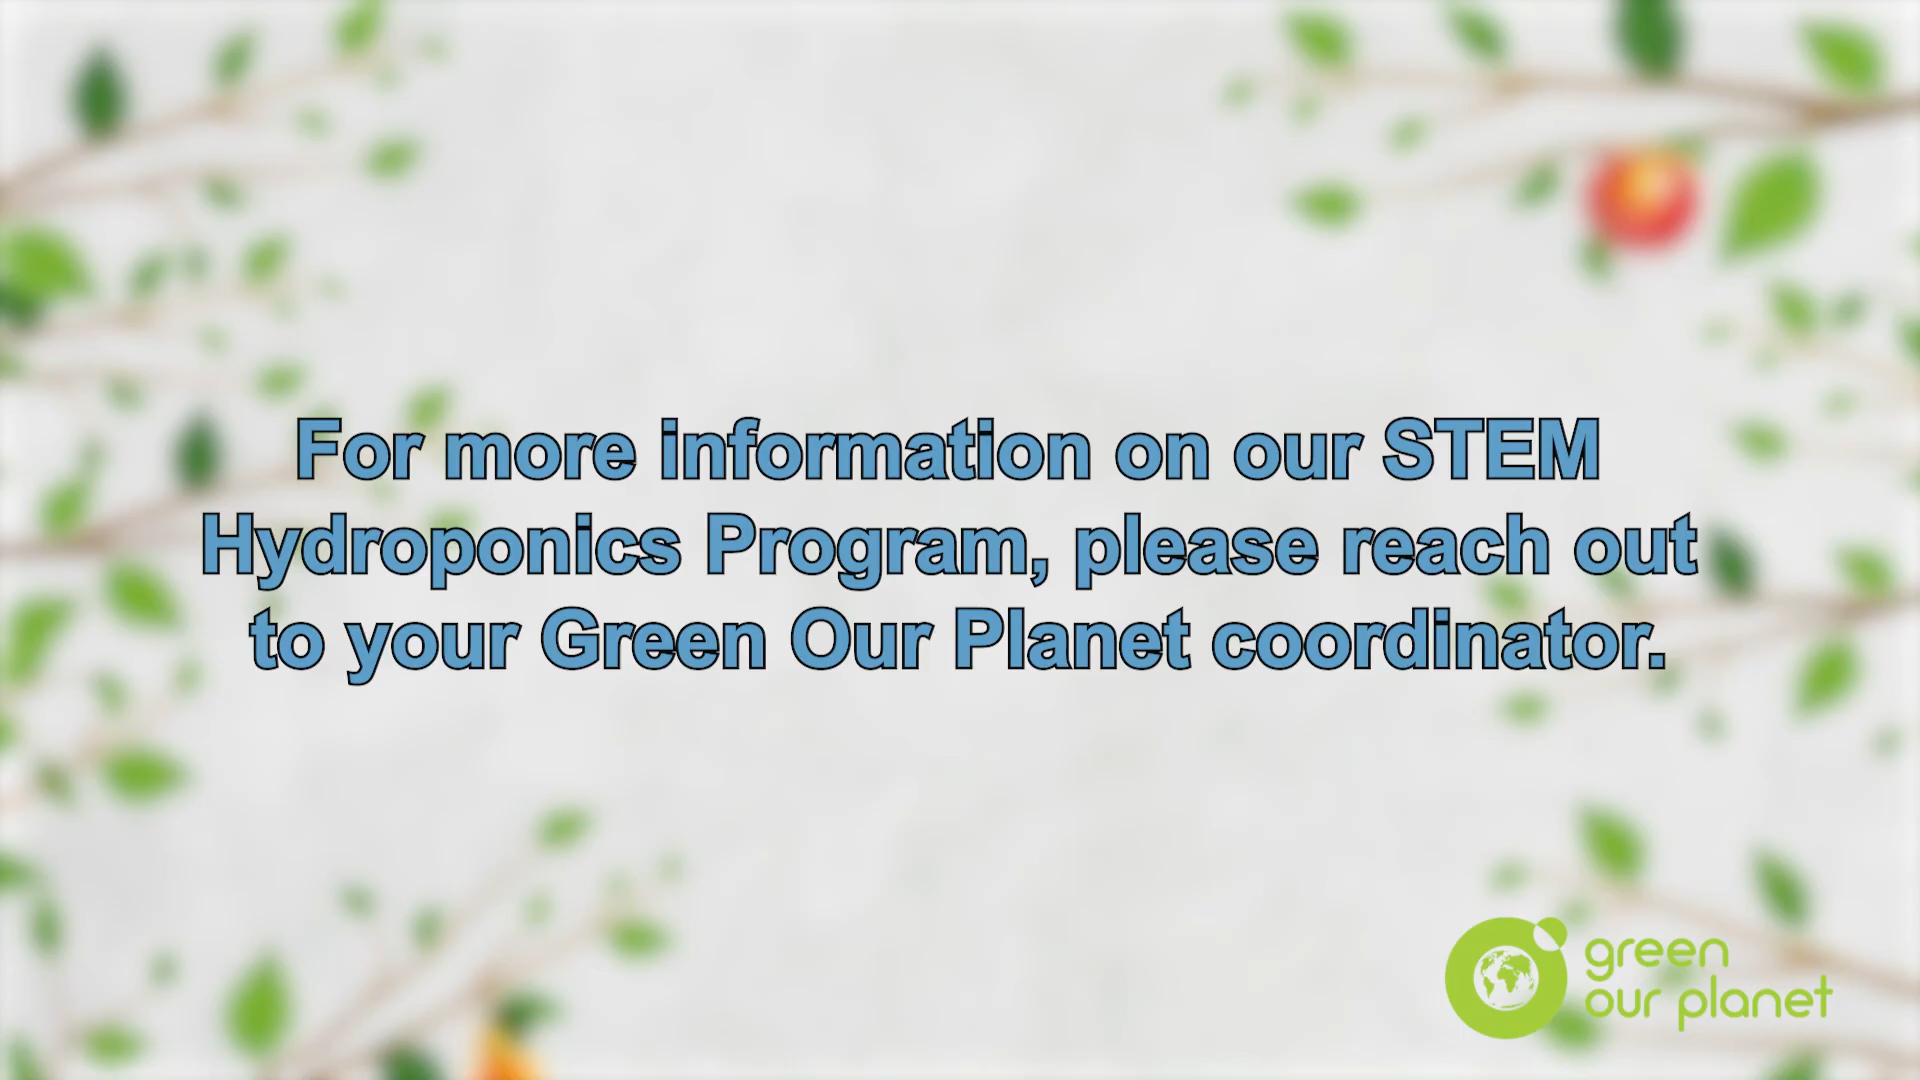 For more information on our STEM
Hydroponics Program, please reach out
to your Green Our Planet coordinator.
green
our planet